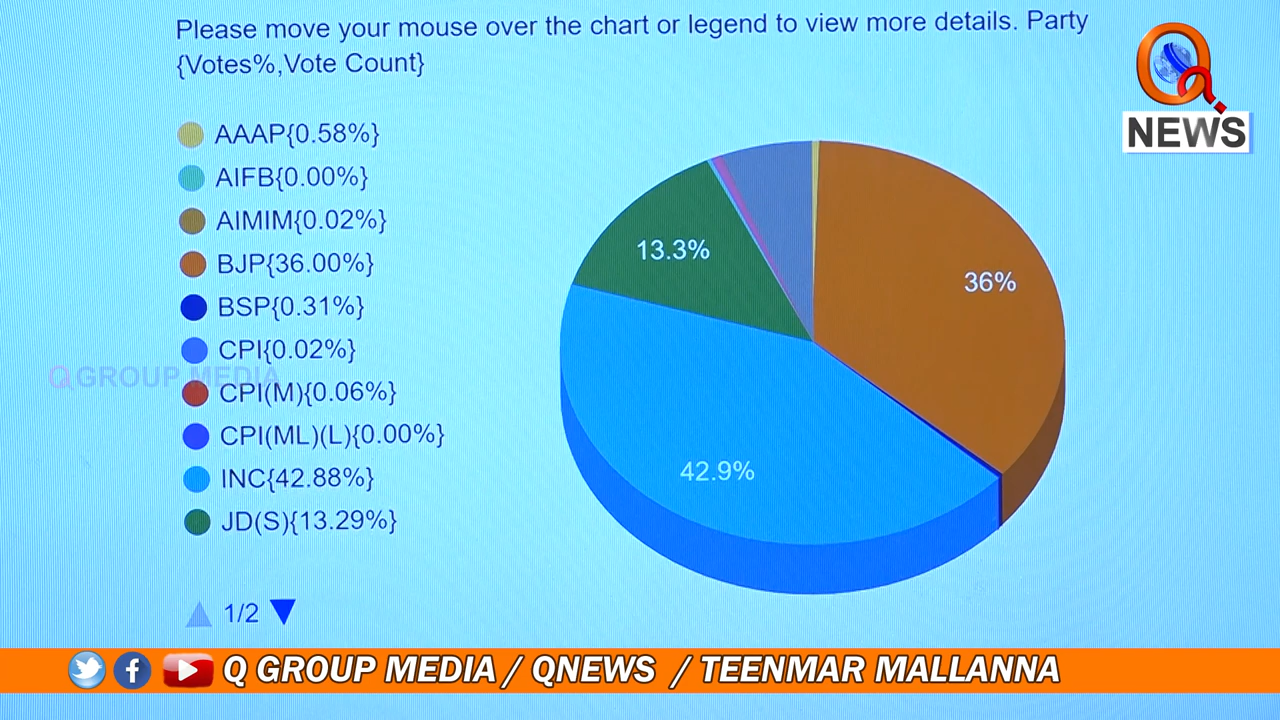 Please move your mouse over the chart or legend to view more details. Party
{Votes%,Vote Count}
Q
NEWS
AAAP{0.58%}
AIFB{0.00%}
AIMIM{0.02%}
BJP{36.00%}
BSP{0.31%}
CPI{0.02%}
Q GROUP MEDIA
CPI(M){0.06%}
CPI(ML)(L){0.00%}
INC{42.88%}
JD(S){13.29%}
1/2
13.3%
36%
42.9%
Q GROUP MEDIA / QNEWS / TEENMAR MALLANNA